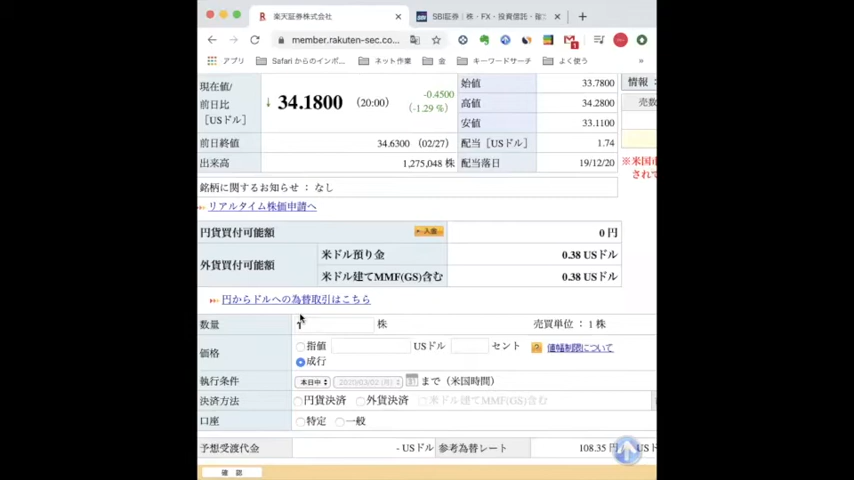 楽天証券株式会社
SBI証券｜株・FX・投資信託・
member.rakuten-sec.co...
アプリ
Safari からのインポ...
ネット作業
金
キーワードサーチ
よく使う
»
現在値/
前日比
［USドル］
↓ 34.1800 (20:00)
-0.4500
(-1.29 %)
始値 33.7800
高値 34.2800
安値 33.1100
前日終値 34.6300 (02/27)
配当［USドル］ 1.74
出来高 1,275,048 株
配当落日 19/12/20
情報：
売数
※米国市
されて
銘柄に関するお知らせ ： なし
リアルタイム株価申請へ
円貨買付可能額 入金 0 円
外貨買付可能額
米ドル預り金 0.38 USドル
米ドル建てMMF(GS)含む 0.38 USドル
円からドルへの為替取引はこちら
数量 1 株 売買単位 ： 1 株
価格
指値 USドル セント 値幅制限について
成行
執行条件 本日中 2020/03/02 (月) まで（米国時間）
決済方法 円貨決済 外貨決済 米ドル建てMMF(GS)含む
口座 特定 一般
予想受渡代金 - USドル 参考為替レート 108.35 円
確 認